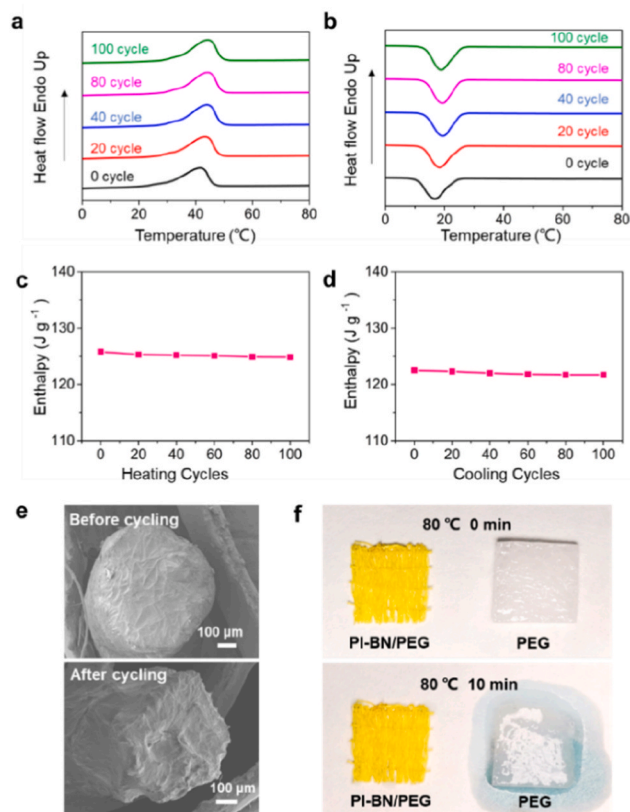 a
Heat flow Endo Up
100 cycle
80 cycle
40 cycle
20 cycle
0 cycle
0 20 40 60 80
Temperature (℃)
b
Heat flow Endo Up
100 cycle
80 cycle
40 cycle
20 cycle
0 cycle
0 20 40 60 80
Temperature (℃)
c
Enthalpy (J g⁻¹)
140
130
120
110
0 20 40 60 80 100
Heating Cycles
d
Enthalpy (J g⁻¹)
140
130
120
110
0 20 40 60 80 100
Cooling Cycles
e
Before cycling
100 µm
After cycling
100 µm
f
80 ℃ 0 min
PI-BN/PEG PEG
80 ℃ 10 min
PI-BN/PEG PEG